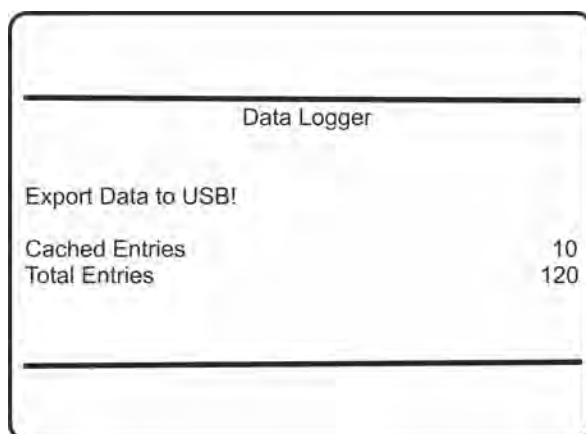 Data Logger
Export Data to USB!
Cached Entries 10
Total Entries 120